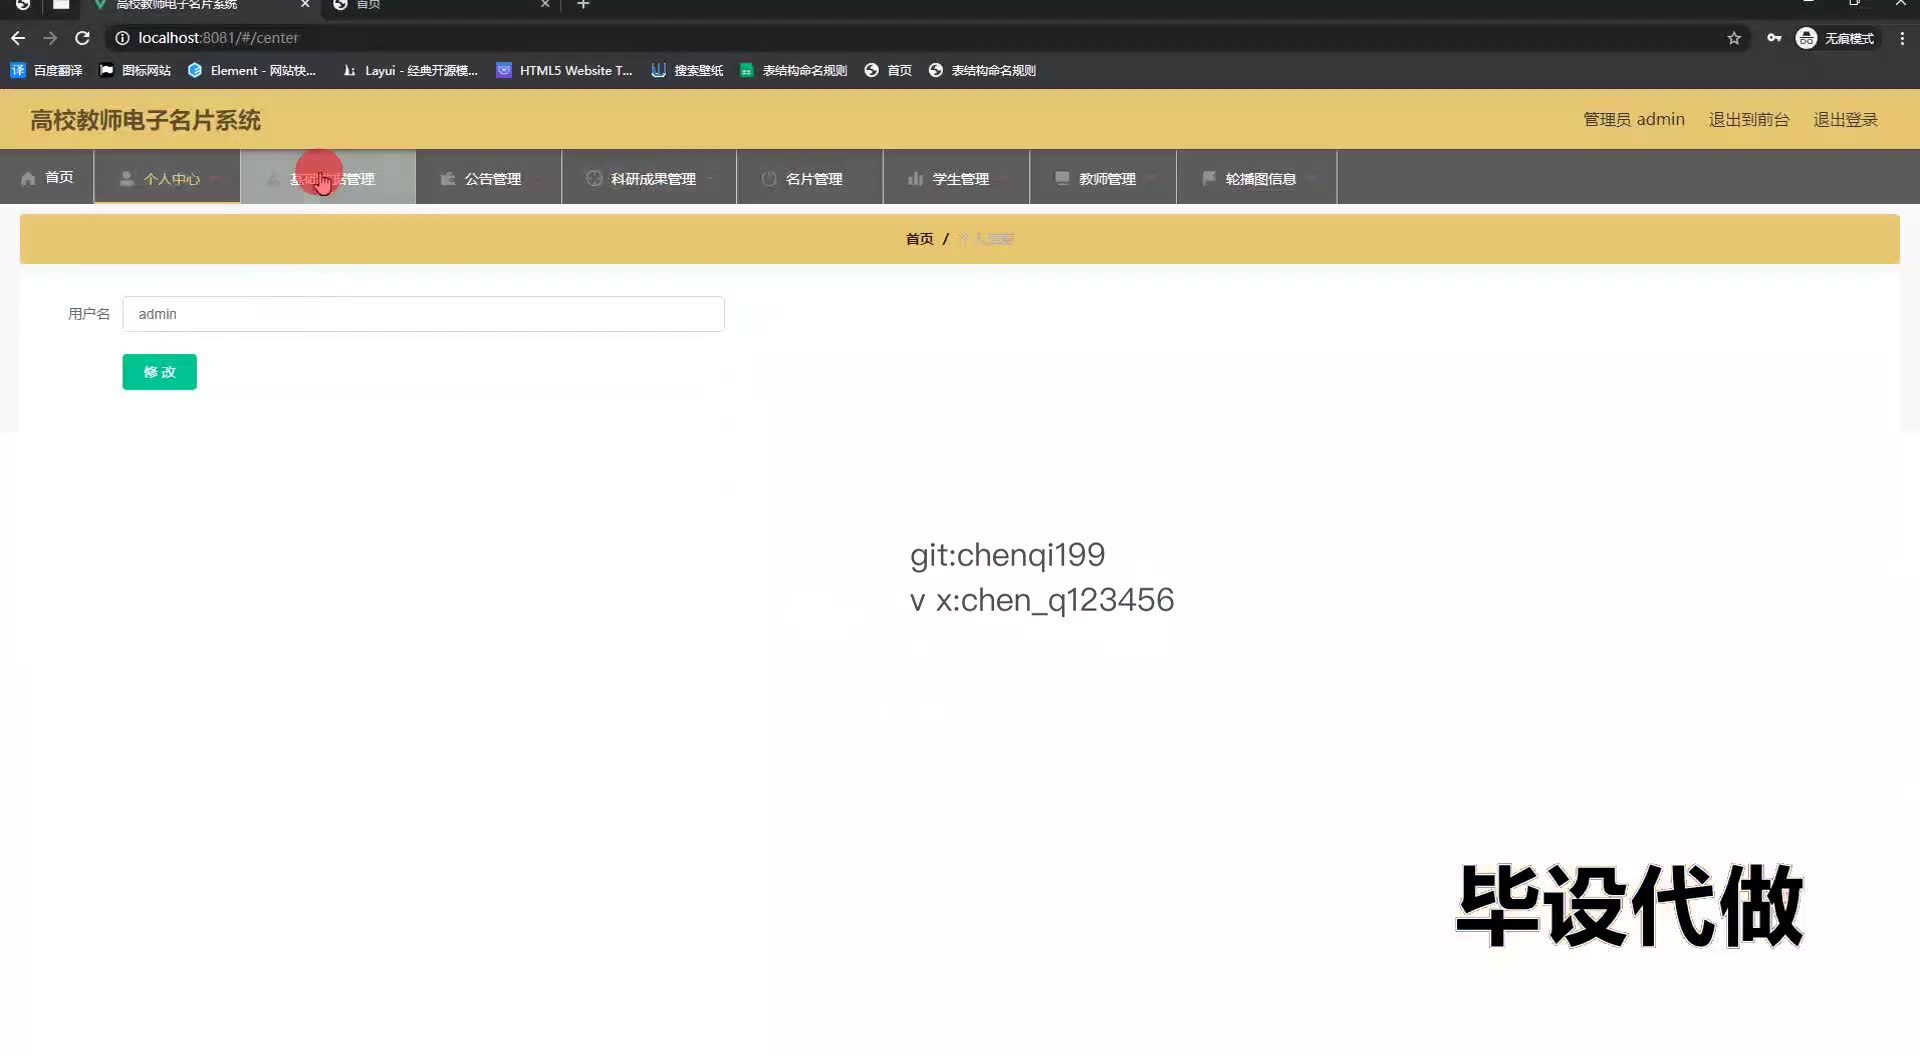 高校教师电子名片系统
首页
localhost:8081/#/center
无痕模式
百度翻译
图标网站
Element - 网站快...
Layui - 经典开源模...
HTML5 Website T...
搜索壁纸
表结构命名规则
首页
表结构命名规则
高校教师电子名片系统
管理员 admin
退出到前台
退出登录
首页
个人中心
基础数据管理
公告管理
科研成果管理
名片管理
学生管理
教师管理
轮播图信息
首页 / 个人信息
用户名
admin
修改
git:chenqi199
v x:chen_q123456
毕设代做